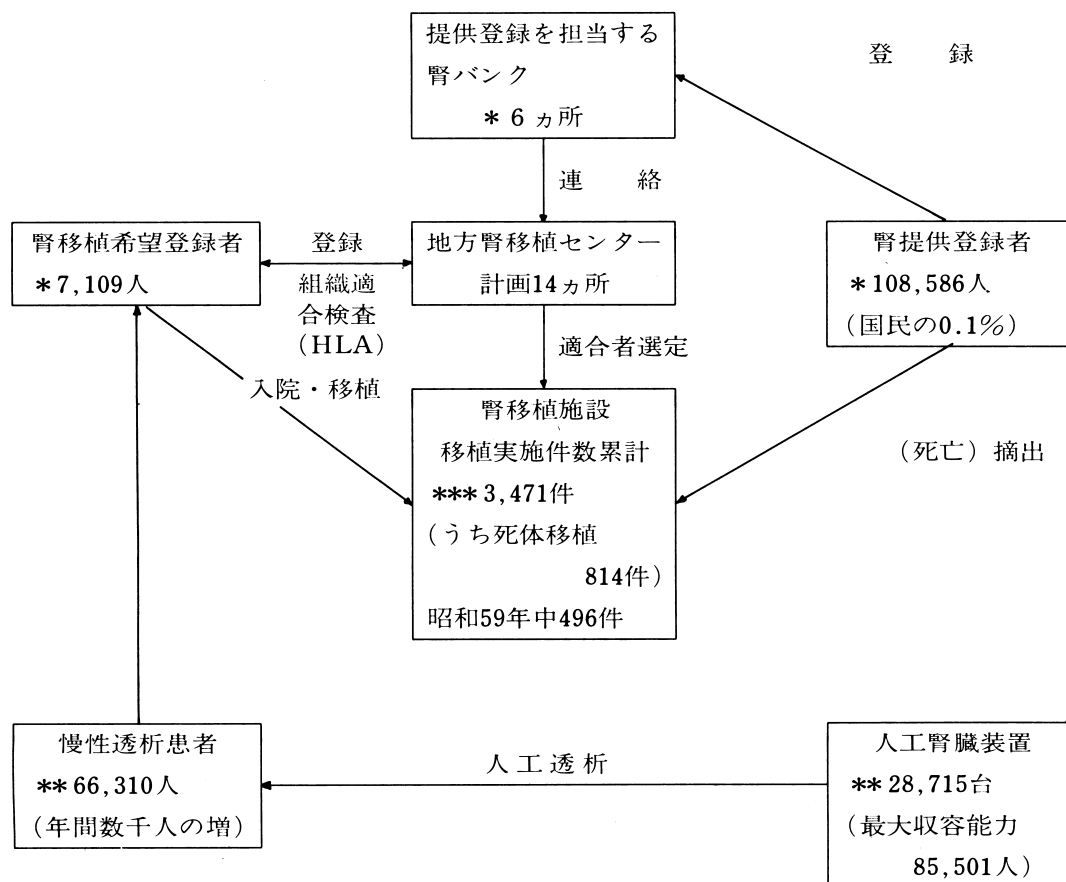 提供登録を担当する
腎バンク
* 6 ヵ所
登 録
連 絡
腎移植希望登録者
* 7,109人
登録
組織適
合検査
(HLA)
地方腎移植センター
計画14ヵ所
腎提供登録者
* 108,586人
(国民の0.1%)
適合者選定
入院・移植
腎移植施設
移植実施件数累計
*** 3,471件
(うち死体移植
814件)
昭和59年中496件
(死亡) 摘出
慢性透析患者
** 66,310人
(年間数千人の増)
人工透析
人工腎臓装置
** 28,715台
(最大収容能力
85,501人)